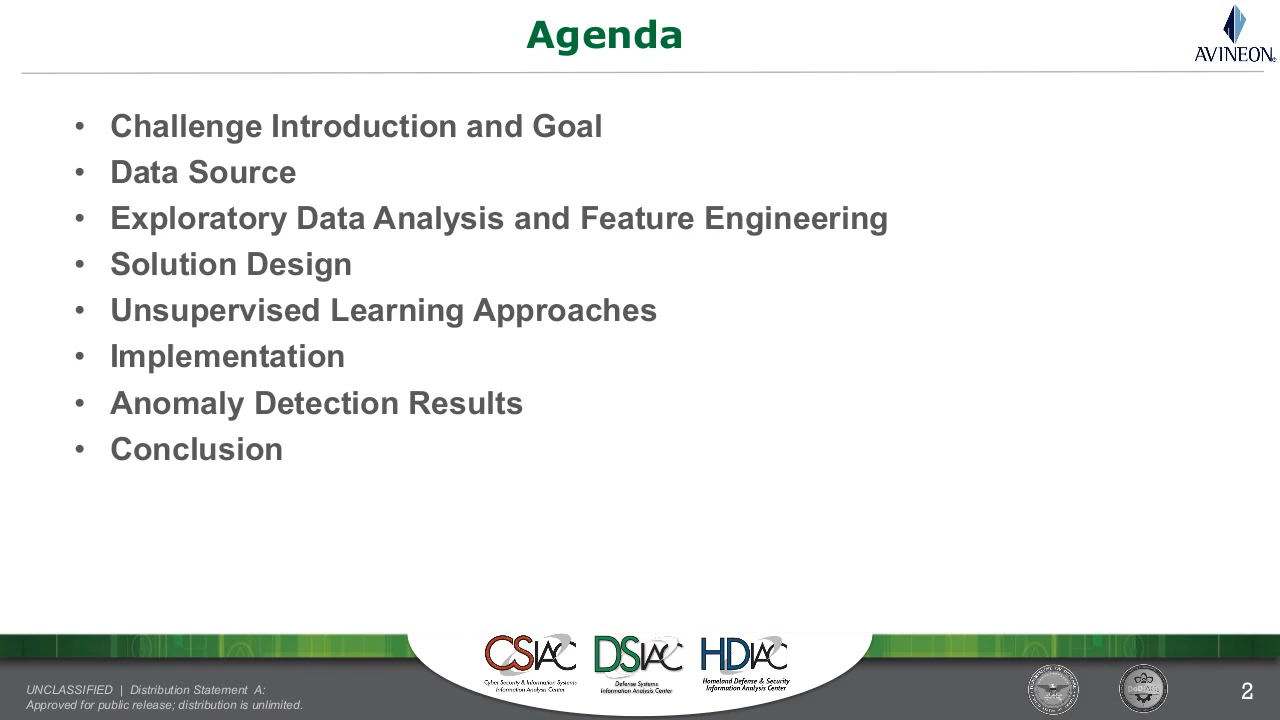 Agenda
AVINEON
• Challenge Introduction and Goal
• Data Source
• Exploratory Data Analysis and Feature Engineering
• Solution Design
• Unsupervised Learning Approaches
• Implementation
• Anomaly Detection Results
• Conclusion
CSIAC
Cyber Security & Information Systems
Information Analysis Center
DSIAC
Defense Systems
Information Analysis Center
HDIAC
Homeland Defense & Security
Information Analysis Center
UNCLASSIFIED | Distribution Statement A:
Approved for public release; distribution is unlimited.
2